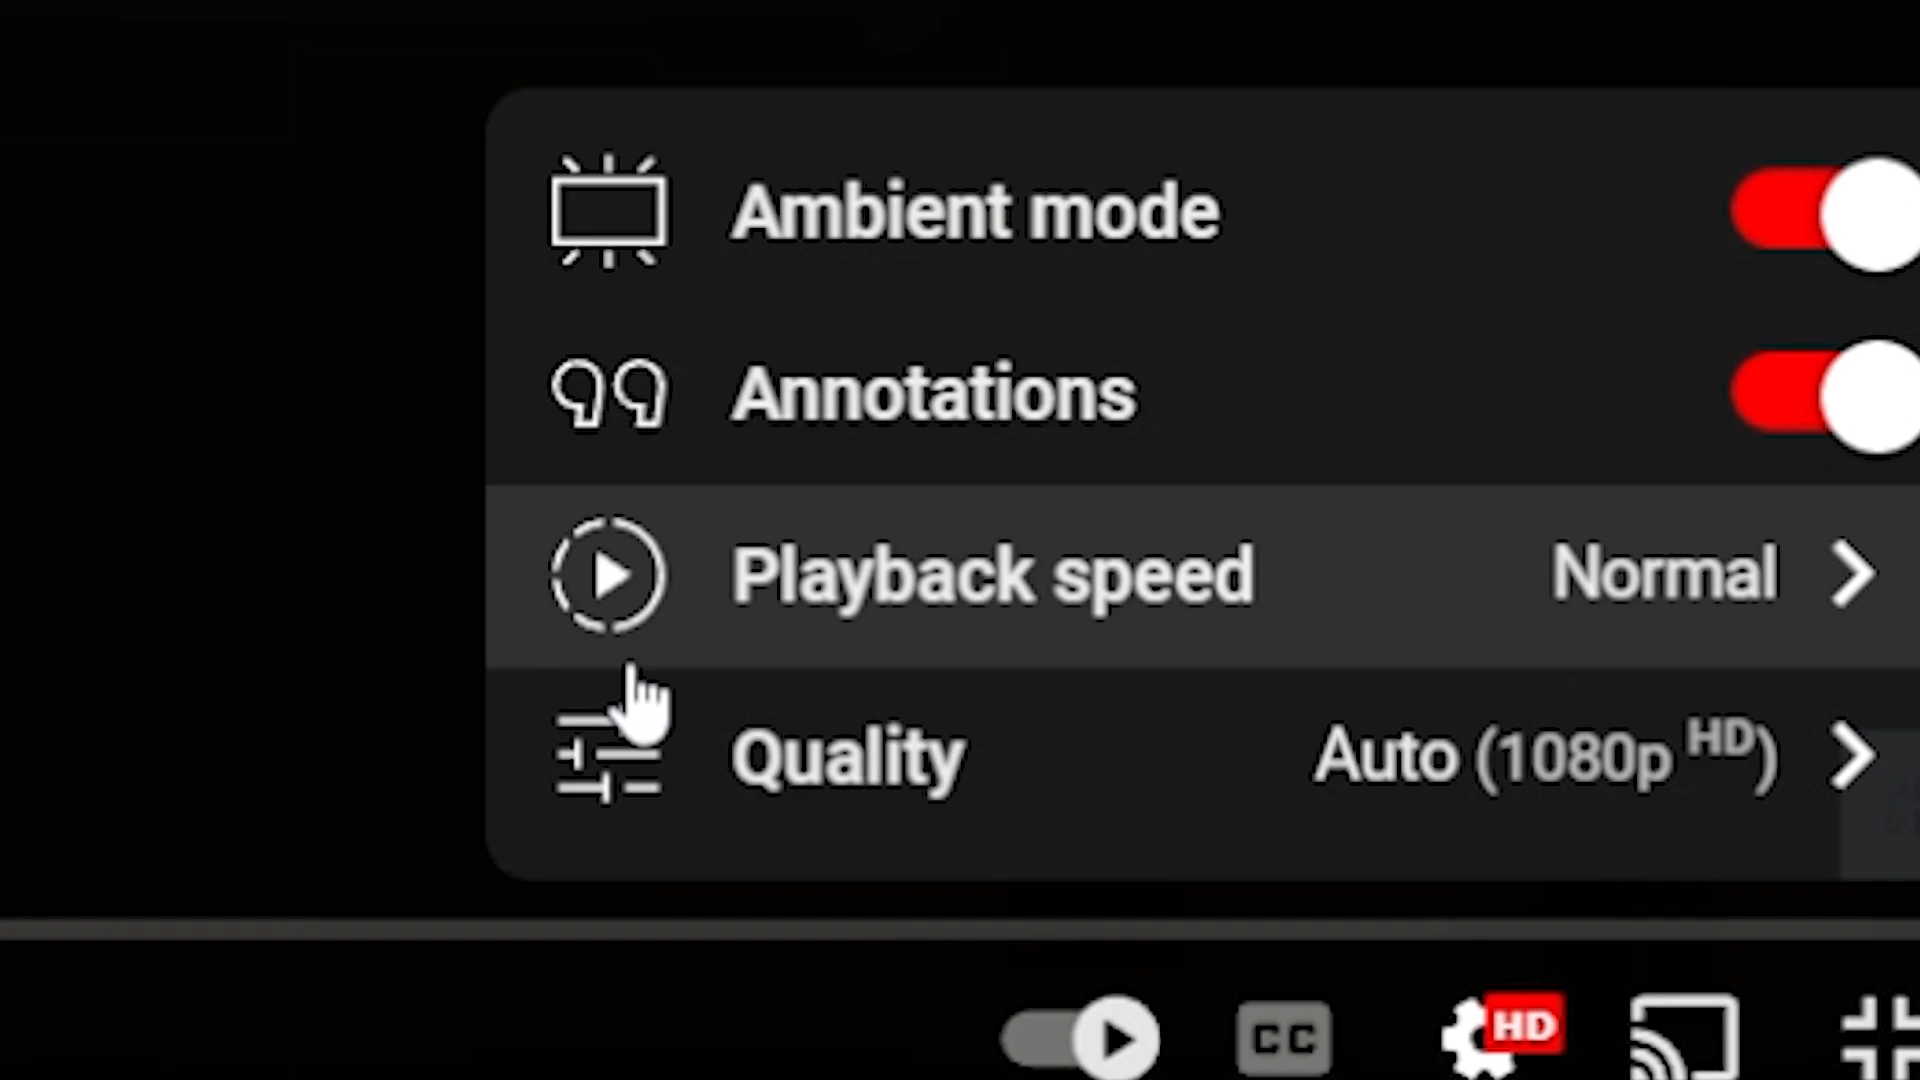 Ambient mode
Annotations
Playback speed Normal
Quality Auto (1080p HD)
CC HD